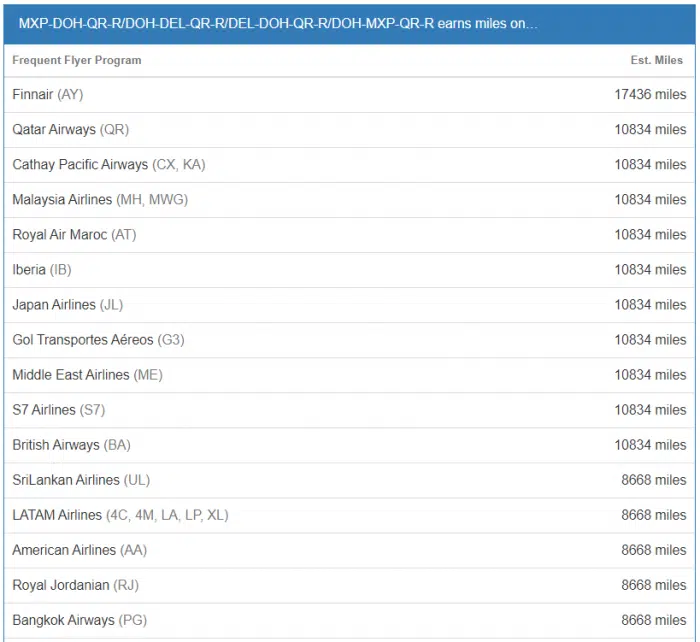 MXP-DOH-QR-R/DOH-DEL-QR-R/DEL-DOH-QR-R/DOH-MXP-QR-R earns miles on...
Frequent Flyer Program Est. Miles
Finnair (AY) 17436 miles
Qatar Airways (QR) 10834 miles
Cathay Pacific Airways (CX, KA) 10834 miles
Malaysia Airlines (MH, MWG) 10834 miles
Royal Air Maroc (AT) 10834 miles
Iberia (IB) 10834 miles
Japan Airlines (JL) 10834 miles
Gol Transportes Aéreos (G3) 10834 miles
Middle East Airlines (ME) 10834 miles
S7 Airlines (S7) 10834 miles
British Airways (BA) 10834 miles
SriLankan Airlines (UL) 8668 miles
LATAM Airlines (4C, 4M, LA, LP, XL) 8668 miles
American Airlines (AA) 8668 miles
Royal Jordanian (RJ) 8668 miles
Bangkok Airways (PG) 8668 miles